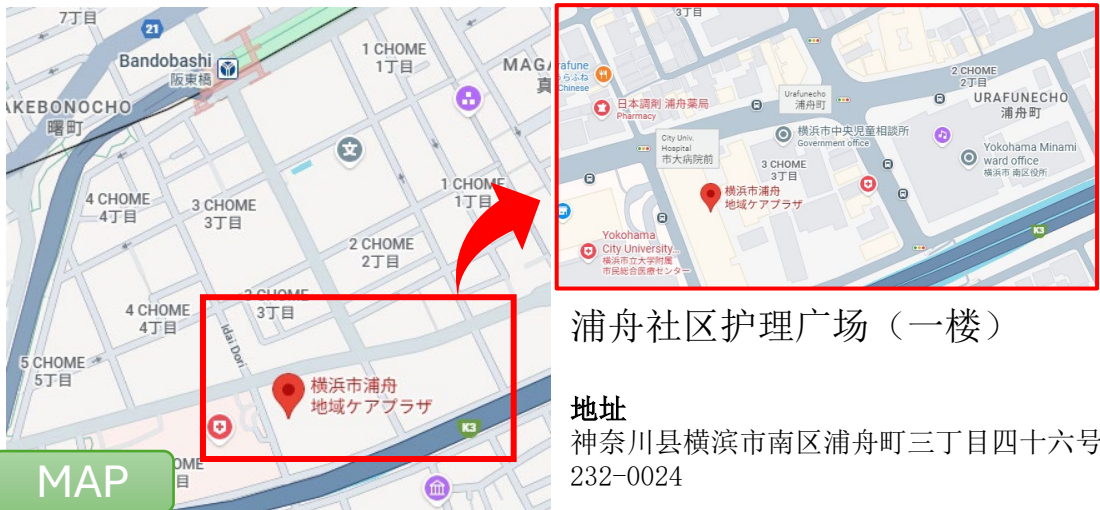 7丁目
21
Bandobashi
阪東橋
1 CHOME
1丁目
MAGA
真
AKEBONOCHO
曙町
文
1 CHOME
1丁目
4 CHOME
4丁目
3 CHOME
3丁目
2 CHOME
2丁目
3 CHOME
3丁目
4 CHOME
4丁目
Idai Dori
5 CHOME
5丁目
横浜市浦舟
地域ケアプラザ
K3
OME
目
MAP
3丁目
rafune
うらふね
Chinese
日本調剤 浦舟薬局
Pharmacy
Urafunecho
浦舟町
2 CHOME
2丁目
URAFUNECHO
浦舟町
City Univ.
Hospital
市大病院前
横浜市中央児童相談所
Government office
3 CHOME
3丁目
Yokohama Minami
ward office
横浜市 南区役所
横浜市浦舟
地域ケアプラザ
Yokohama
City University...
横浜市立大学附属
市民総合医療センター
K3
浦舟社区护理广场（一楼）
地址
神奈川县横滨市南区浦舟町三丁目四十六号
232-0024